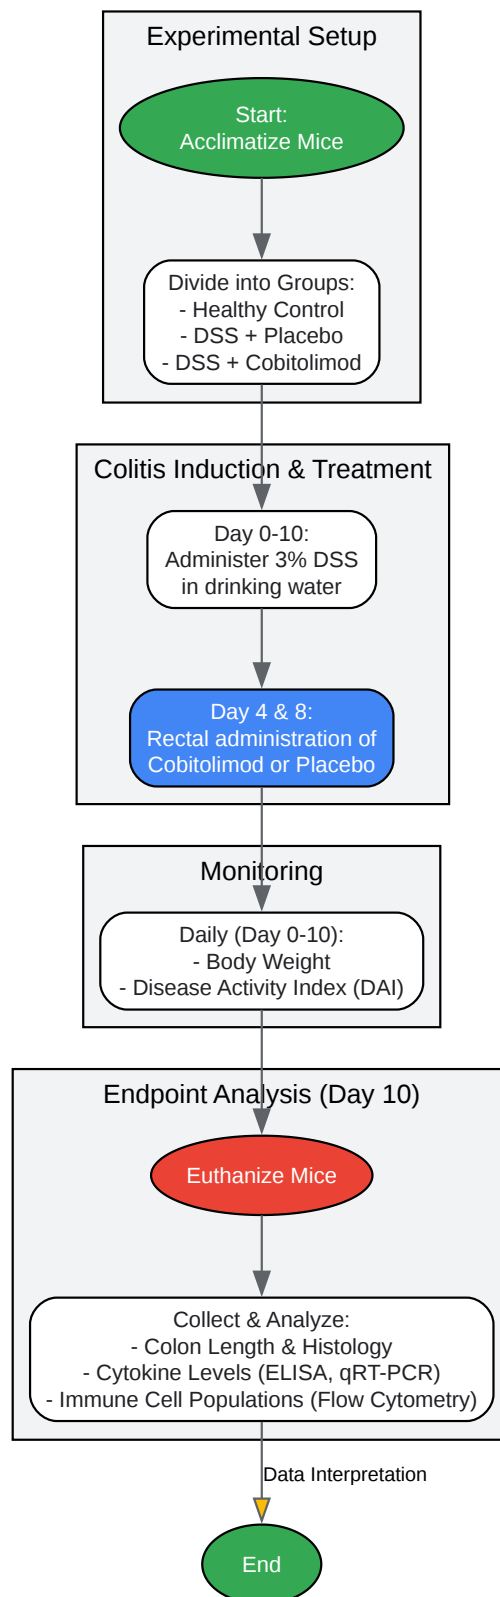 Experimental Setup
Start:
Acclimatize Mice
Divide into Groups:
- Healthy Control
- DSS + Placebo
- DSS + Cobitolimod
Colitis Induction & Treatment
Day 0-10:
Administer 3% DSS
in drinking water
Day 4 & 8:
Rectal administration of
Cobitolimod or Placebo
Monitoring
Daily (Day 0-10):
- Body Weight
- Disease Activity Index (DAI)
Endpoint Analysis (Day 10)
Euthanize Mice
Collect & Analyze:
- Colon Length & Histology
- Cytokine Levels (ELISA, qRT-PCR)
- Immune Cell Populations (Flow Cytometry)
Data Interpretation
End